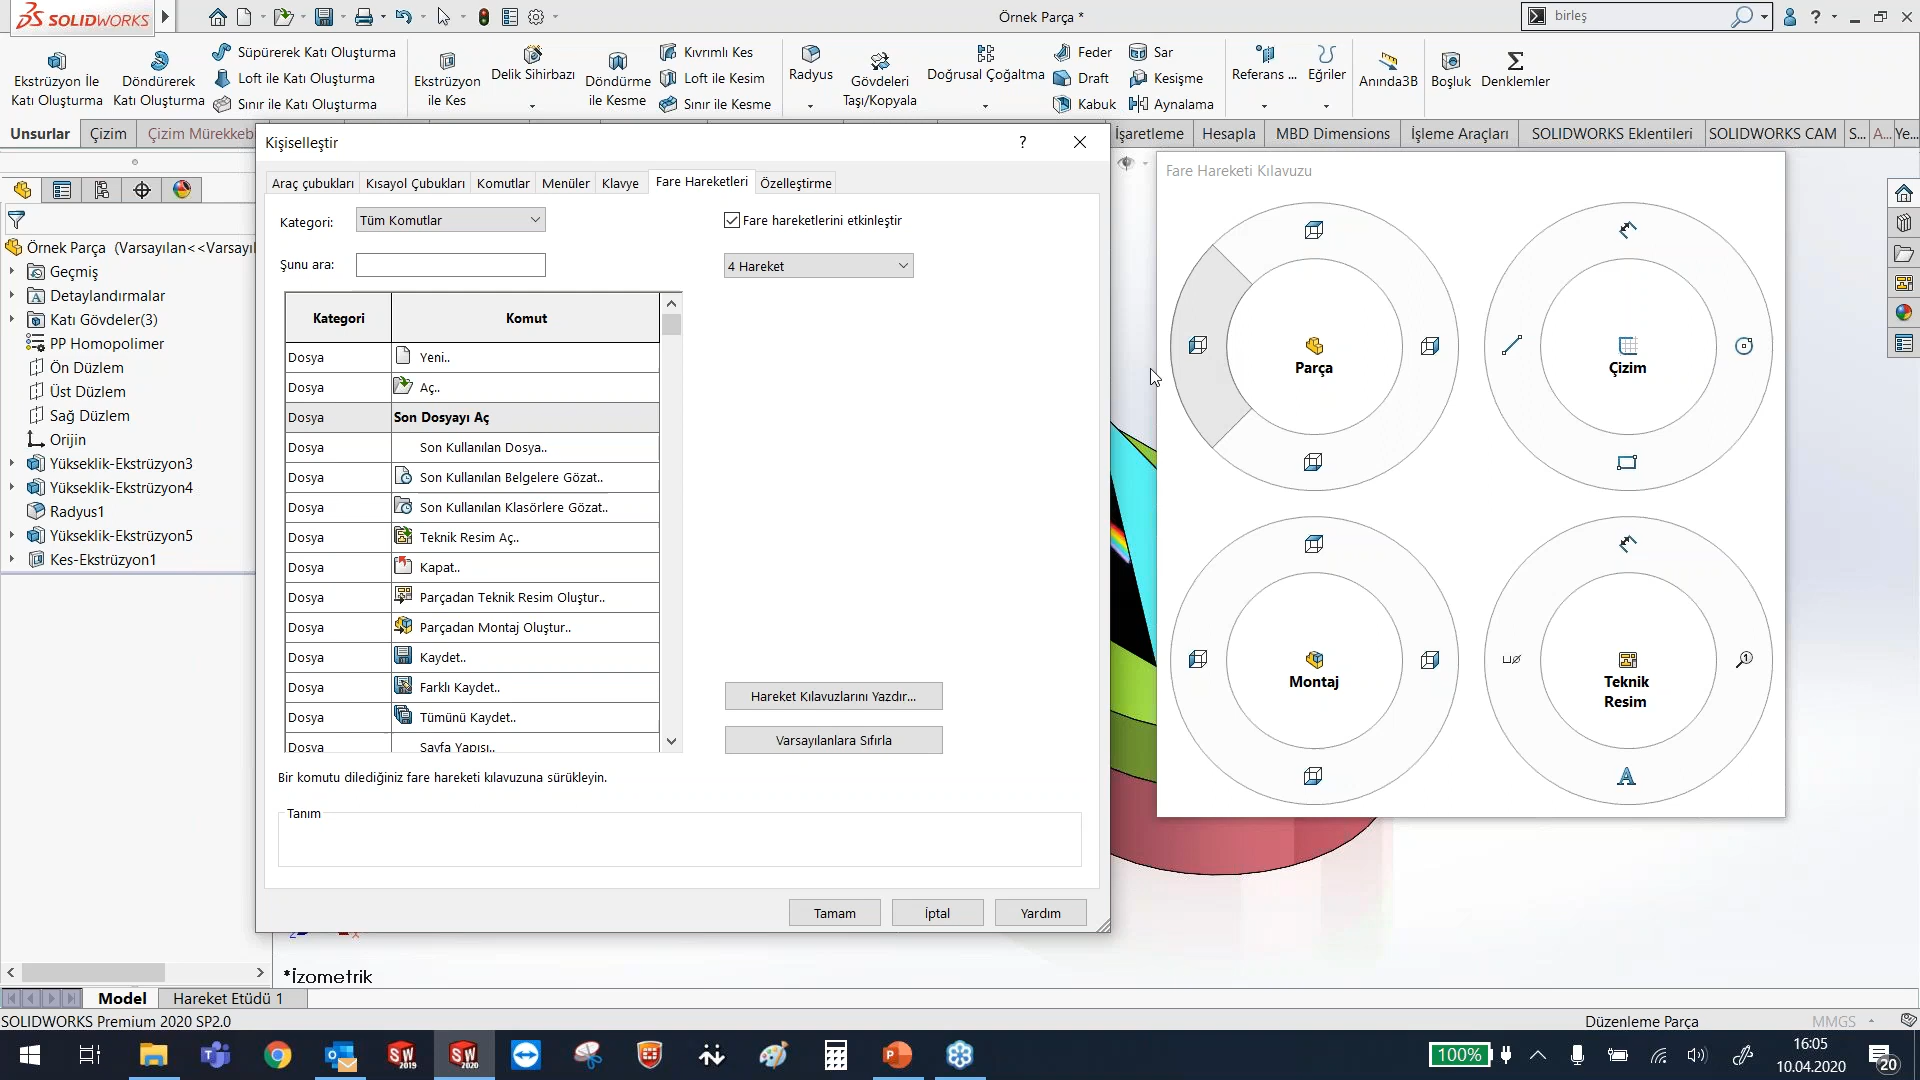 SOLIDWORKS
Örnek Parça *
birleş
Ekstrüzyon İle
Katı Oluşturma
Döndürerek
Katı Oluşturma
Süpürerek Katı Oluşturma
Loft ile Katı Oluşturma
Sınır ile Katı Oluşturma
Ekstrüzyon
ile Kes
Delik Sihirbazı
Döndürme
ile Kesme
Kıvrımlı Kes
Loft ile Kesim
Sınır ile Kesme
Radyus
Gövdeleri
Taşı/Kopyala
Doğrusal Çoğaltma
Feder
Draft
Kabuk
Sar
Kesişme
Aynalama
Referans ...
Eğriler
Anında3B
Boşluk
Denklemler
Unsurlar
Çizim
Çizim Mürekkeb
İşaretleme
Hesapla
MBD Dimensions
İşleme Araçları
SOLIDWORKS Eklentileri
SOLIDWORKS CAM
S...
A...
Ye...
Örnek Parça (Varsayılan<<Varsayıl
Geçmiş
Detaylandırmalar
Katı Gövdeler(3)
PP Homopolimer
Ön Düzlem
Üst Düzlem
Sağ Düzlem
Orijin
Yükseklik-Ekstrüzyon3
Yükseklik-Ekstrüzyon4
Radyus1
Yükseklik-Ekstrüzyon5
Kes-Ekstrüzyon1
Kişiselleştir
?
Araç çubukları
Kısayol Çubukları
Komutlar
Menüler
Klavye
Fare Hareketleri
Özelleştirme
Kategori:
Tüm Komutlar
Fare hareketlerini etkinleştir
Şunu ara:
4 Hareket
Kategori Komut
Dosya Yeni..
Dosya Aç..
Dosya Son Dosyayı Aç
Dosya Son Kullanılan Dosya..
Dosya Son Kullanılan Belgelere Gözat..
Dosya Son Kullanılan Klasörlere Gözat..
Dosya Teknik Resim Aç..
Dosya Kapat..
Dosya Parçadan Teknik Resim Oluştur..
Dosya Parçadan Montaj Oluştur..
Dosya Kaydet..
Dosya Farklı Kaydet..
Dosya Tümünü Kaydet..
Dosya Sayfa Yapısı..
Hareket Kılavuzlarını Yazdır...
Varsayılanlara Sıfırla
Bir komutu dilediğiniz fare hareketi kılavuzuna sürükleyin.
Tanım
Tamam
İptal
Yardım
Fare Hareketi Kılavuzu
Parça
Çizim
Montaj
Teknik
Resim
*İzometrik
Model
Hareket Etüdü 1
SOLIDWORKS Premium 2020 SP2.0
Düzenleme Parça
MMGS
SW
2019
SW
2020
100%
16:05
10.04.2020
20